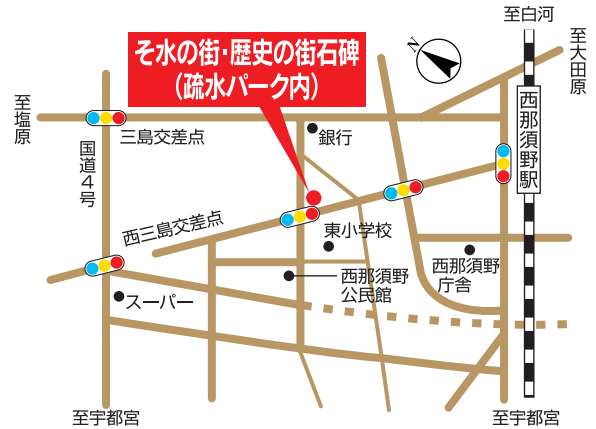 至白河
至大田原
そ水の街・歴史の街石碑
(疏水パーク内)
N
至塩原
三島交差点
銀行
西那須野駅
国道4号
西三島交差点
東小学校
西那須野
庁舎
西那須野
公民館
スーパー
至宇都宮
至宇都宮